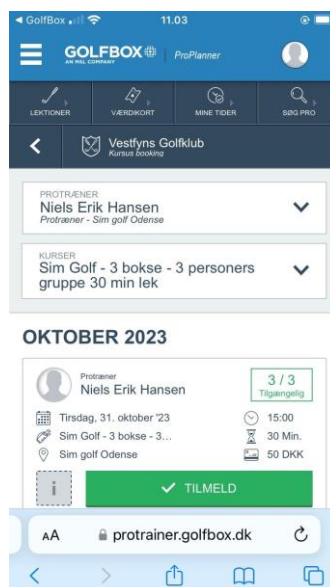 GolfBox
11.03
GOLFBOX
AN MSL COMPANY
ProPlanner
LEKTIONER
VÆRDIKORT
MINE TIDER
SØG PRO
Vestfyns Golfklub
Kursus booking
PROTRÆNER
Niels Erik Hansen
Protræner - Sim golf Odense
KURSER
Sim Golf - 3 bokse - 3 personers
gruppe 30 min lek
OKTOBER 2023
Protræner
Niels Erik Hansen
3 / 3
Tilgængelig
Tirsdag, 31. oktober '23
15:00
Sim Golf - 3 bokse - 3...
30 Min.
Sim golf Odense
50 DKK
i
TILMELD
AA
protrainer.golfbox.dk